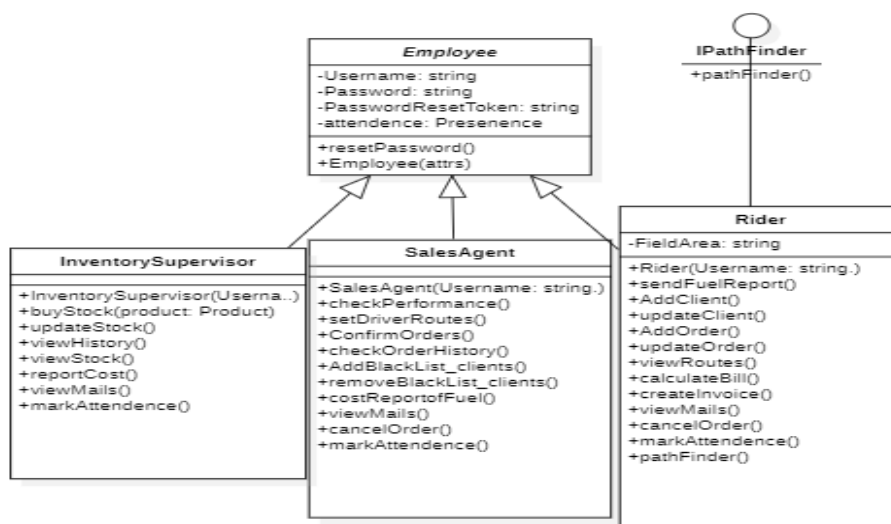 Employee
-Username: string
-Password: string
-PasswordResetToken: string
-attendence: Presenence
+resetPassword()
+Employee(attrs)
IPathFinder
+pathFinder()
InventorySupervisor
+InventorySupervisor(Userna..)
+buyStock(product: Product)
+updateStock()
+viewHistory()
+viewStock()
+reportCost()
+viewMails()
+markAttendence()
SalesAgent
+SalesAgent(Username: string.)
+checkPerformance()
+setDriverRoutes()
+ConfirmOrders()
+checkOrderHistory()
+AddBlackList_clients()
+removeBlackList_clients()
+costReportofFuel()
+viewMails()
+cancelOrder()
+markAttendence()
Rider
-FieldArea: string
+Rider(Username: string.)
+sendFuelReport()
+AddClient()
+updateClient()
+AddOrder()
+updateOrder()
+viewRoutes()
+calculateBill()
+createInvoice()
+viewMails()
+cancelOrder()
+markAttendence()
+pathFinder()